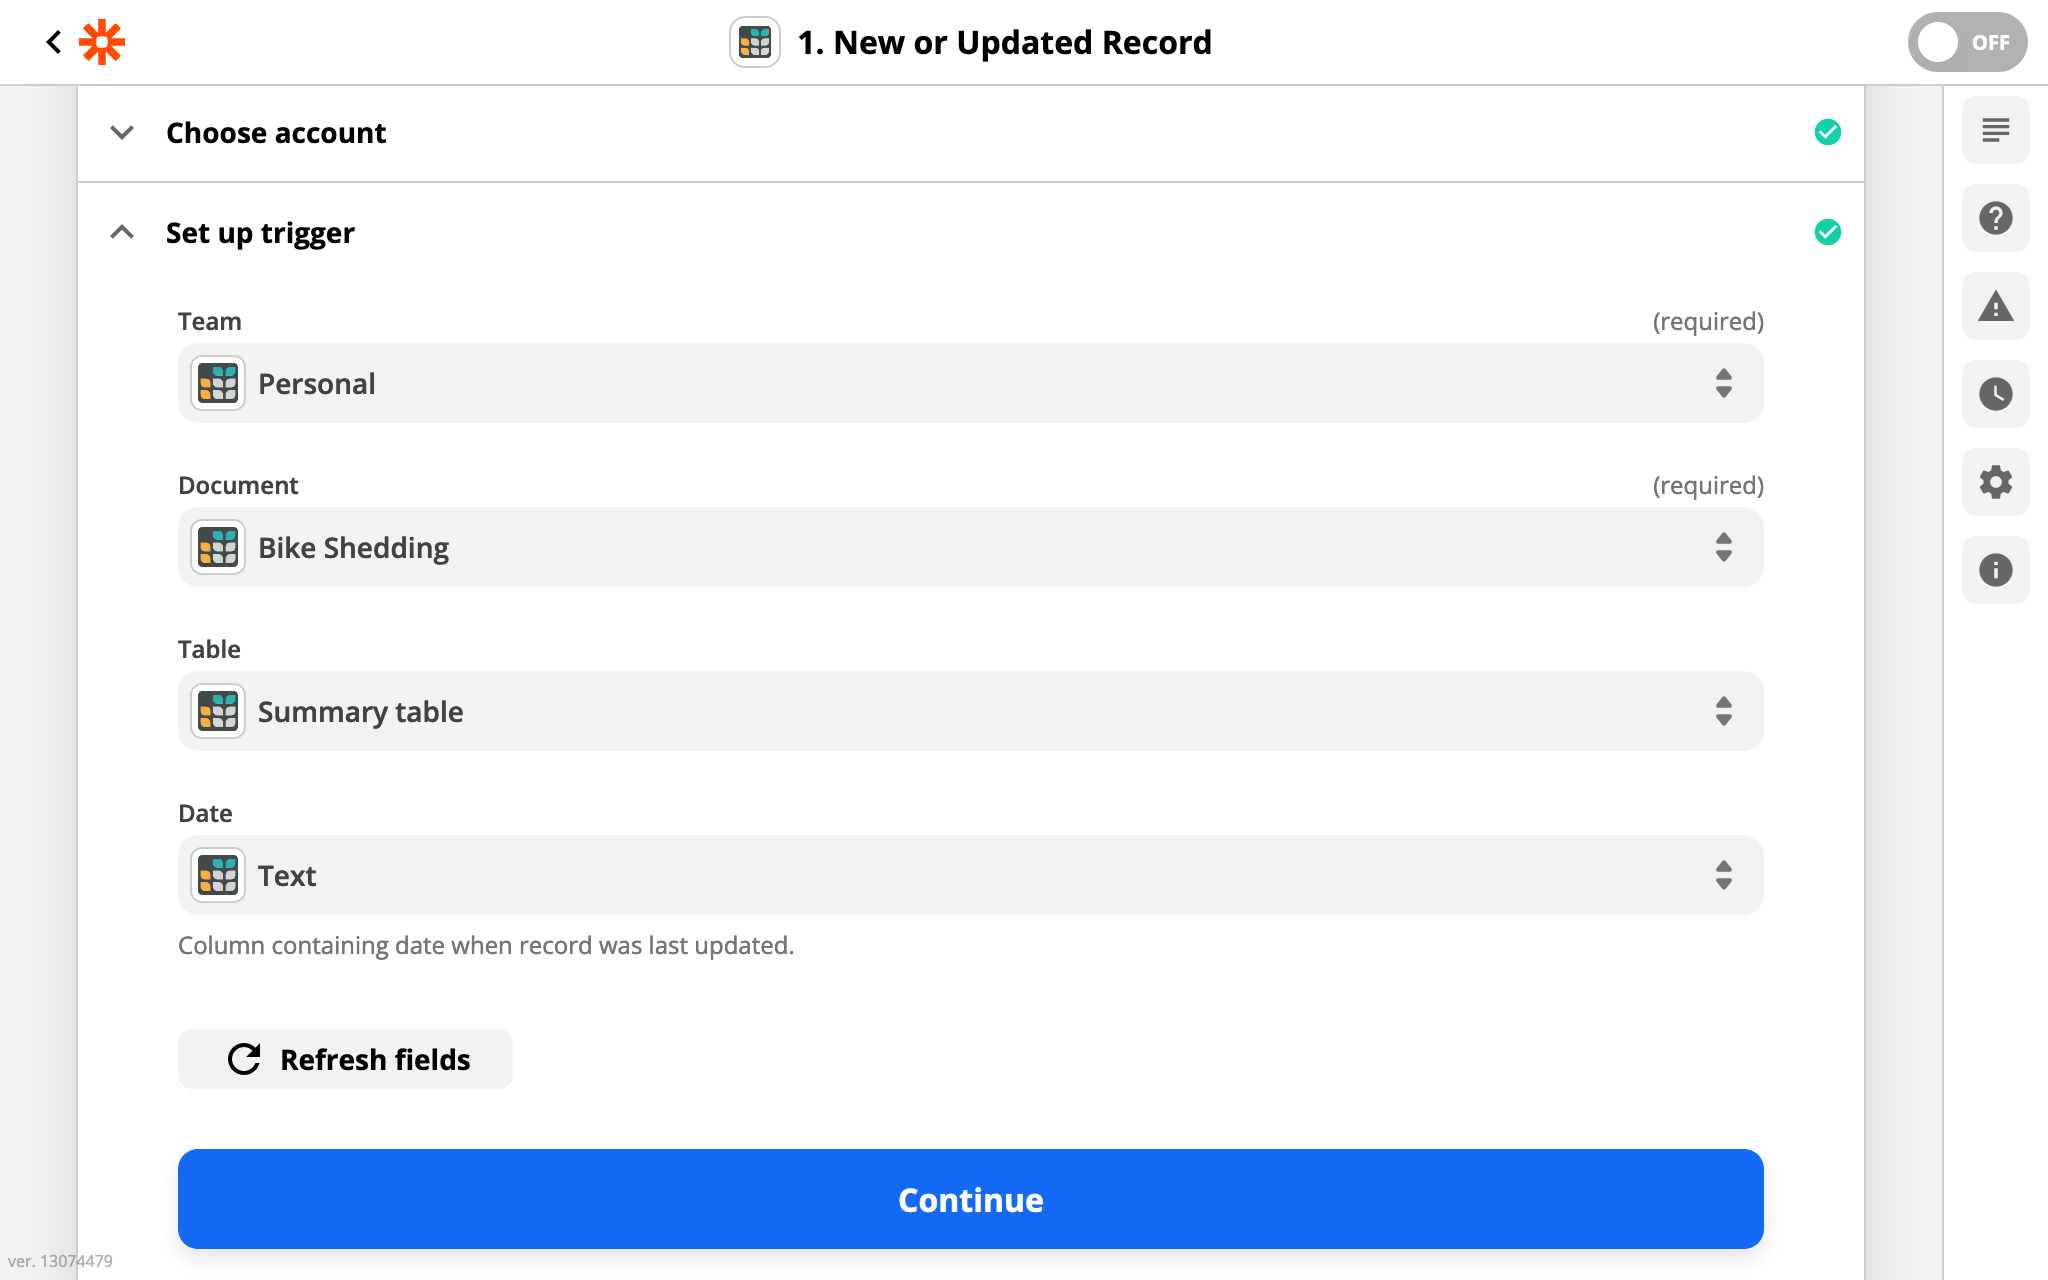 1. New or Updated Record
OFF
Choose account
Set up trigger
Team (required)
Personal
Document (required)
Bike Shedding
Table
Summary table
Date
Text
Column containing date when record was last updated.
Refresh fields
Continue
ver. 13074479